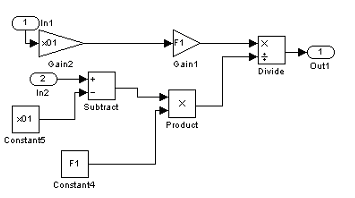 1
In1
x01
Gain2
F1
Gain1
×
÷
Divide
1
Out1
2
In2
+
−
Subtract
x01
Constant5
×
Product
F1
Constant4